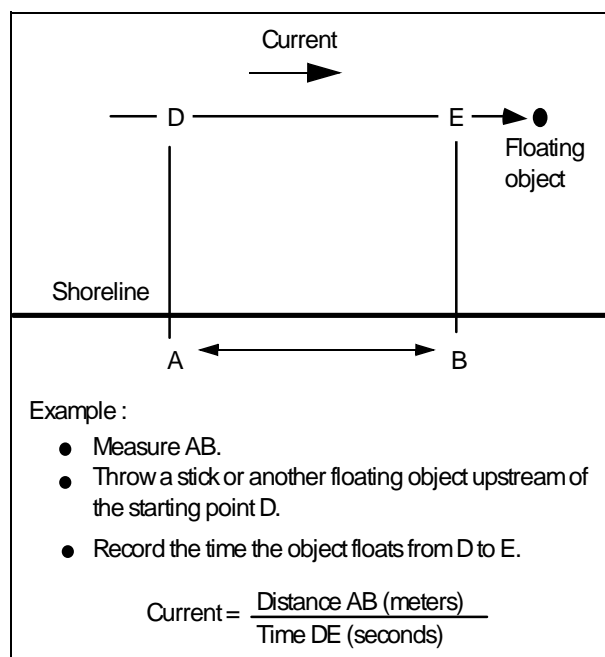 Current
D E
Floating
object
Shoreline
A B
Example :
● Measure AB.
● Throw a stick or another floating object upstream of
the starting point D.
● Record the time the object floats from D to E.
Current = Distance AB (meters)
Time DE (seconds)